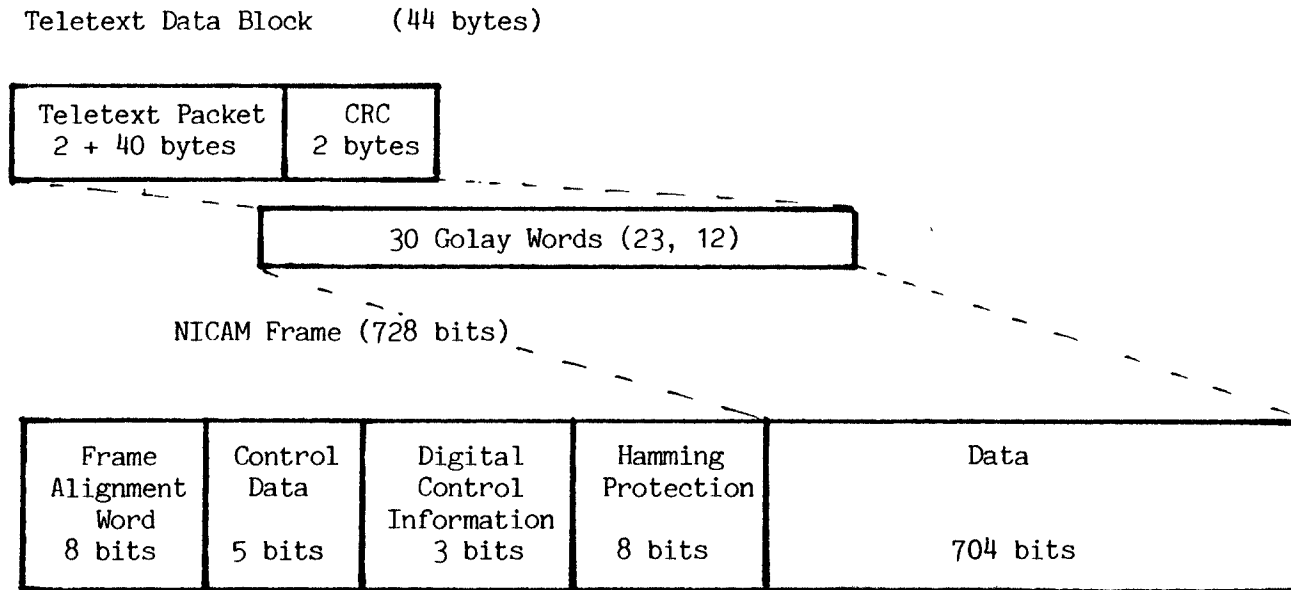 Teletext Data Block (44 bytes)
Teletext Packet
2 + 40 bytes
CRC
2 bytes
30 Golay Words (23, 12)
NICAM Frame (728 bits)
Frame
Alignment
Word
8 bits
Control
Data
5 bits
Digital
Control
Information
3 bits
Hamming
Protection
8 bits
Data
704 bits